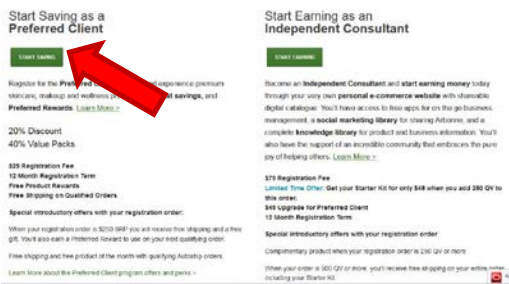 Start Saving as a
Preferred Client
START SAVING
Register for the Preferred experience premium
skincare, makeup and wellness savings, and
Preferred Rewards. Learn More >
20% Discount
40% Value Packs
$29 Registration Fee
12 Month Registration Term
Free Product Rewards
Free Shipping on Qualified Orders
Special introductory offers with your registration order:
When your registration order is $250 SRP you will receive free shipping and a free
gift. You'll also earn a Preferred Reward to use on your next qualifying order.
Free shipping and free product of the month with qualifying Autoship orders.
Learn More about the Preferred Client program offers and perks >
Start Earning as an
Independent Consultant
START EARNING
Become an Independent Consultant and start earning money today
through your very own personal e-commerce website with shareable
digital catalogue. You'll have access to free apps for on the go business
management, a social marketing library for sharing Arbonne, and a
complete knowledge library for product and business information. You'll
also have the support of an incredible community that embraces the pure
joy of helping others. Learn More >
$79 Registration Fee
Limited Time Offer: Get your Starter Kit for only $49 when you add 250 QV to
this order.
$49 Upgrade for Preferred Client
12 Month Registration Term
Special introductory offers with your registration order
Complimentary product when your registration order is 250 QV or more
When your order is 500 QV or more, you'll receive free shipping on your entire order
including your Starter Kit.